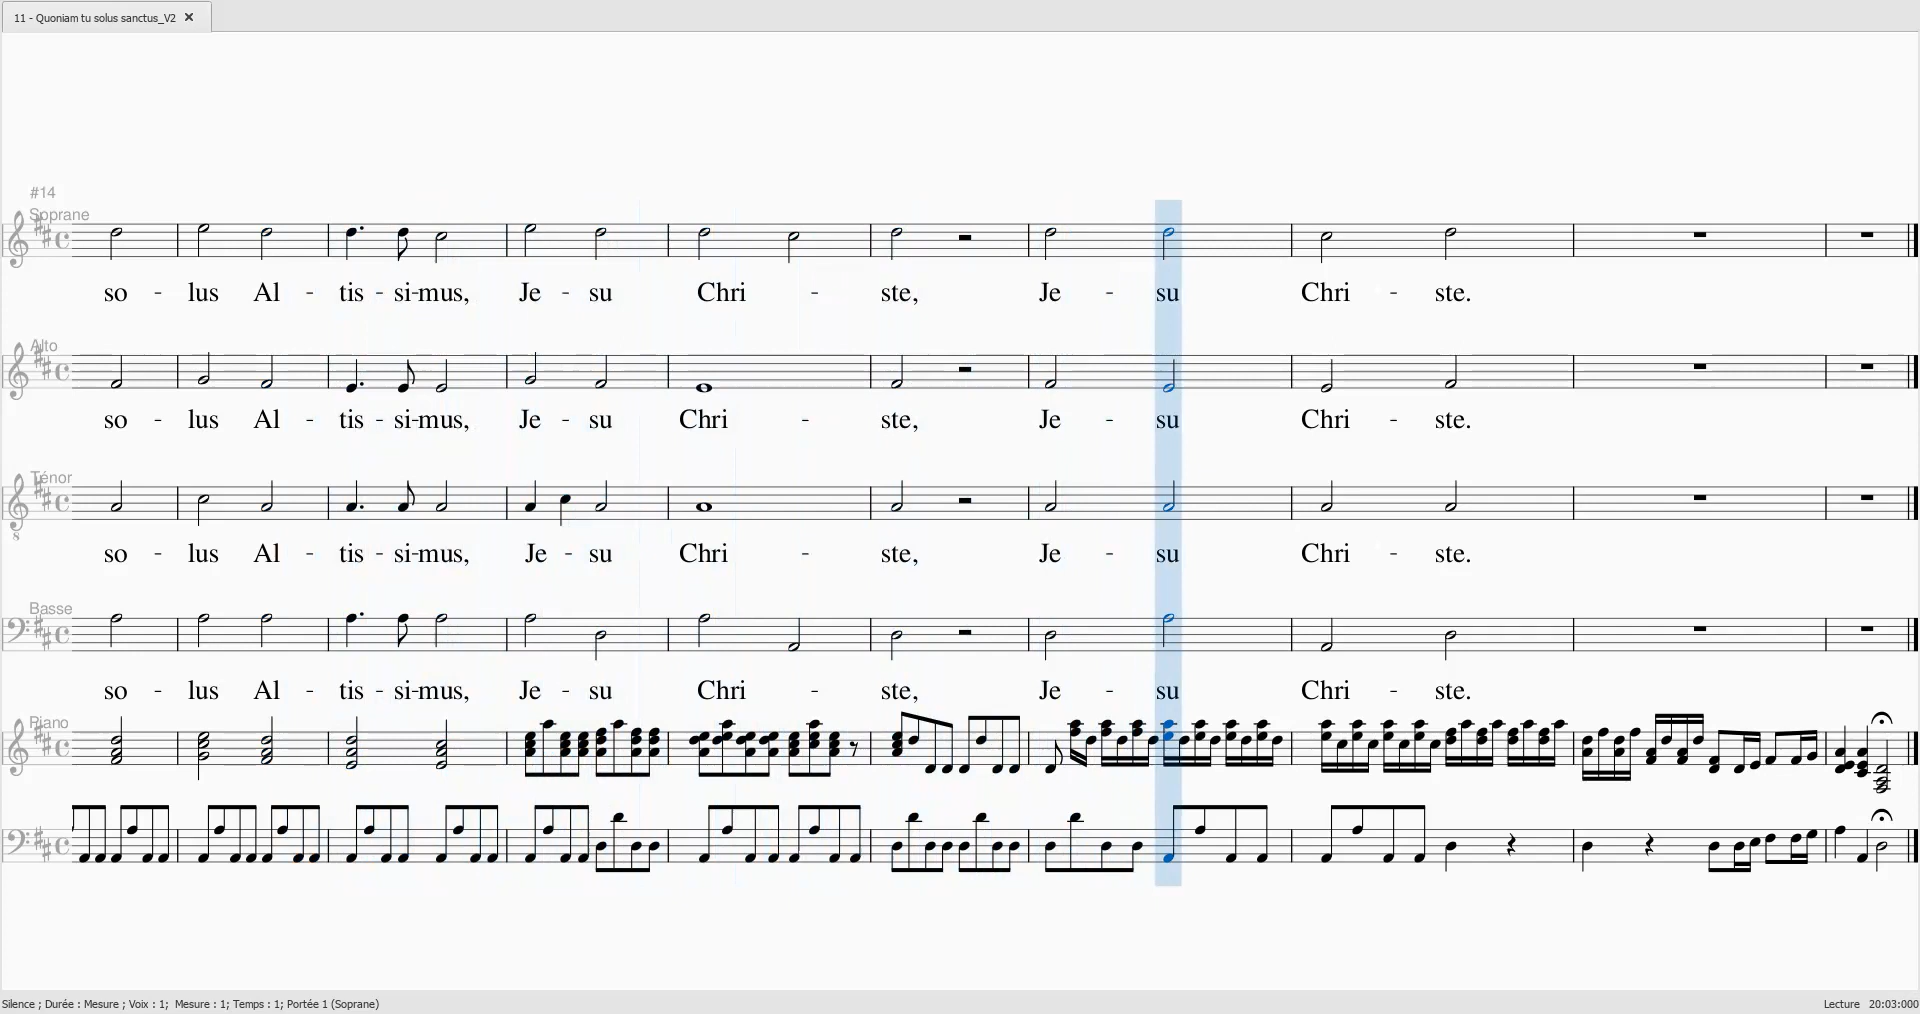 11 - Quoniam tu solus sanctus_V2
#14
Soprane
so - lus Al - tis - si-mus, Je - su Chri - ste, Je - su Chri - ste.
Alto
so - lus Al - tis - si-mus, Je - su Chri - ste, Je - su Chri - ste.
Ténor
so - lus Al - tis - si-mus, Je - su Chri - ste, Je - su Chri - ste.
Basse
so - lus Al - tis - si-mus, Je - su Chri - ste, Je - su Chri - ste.
Piano
Silence ; Durée : Mesure ; Voix : 1; Mesure : 1; Temps : 1; Portée 1 (Soprane) Lecture 20:03:000